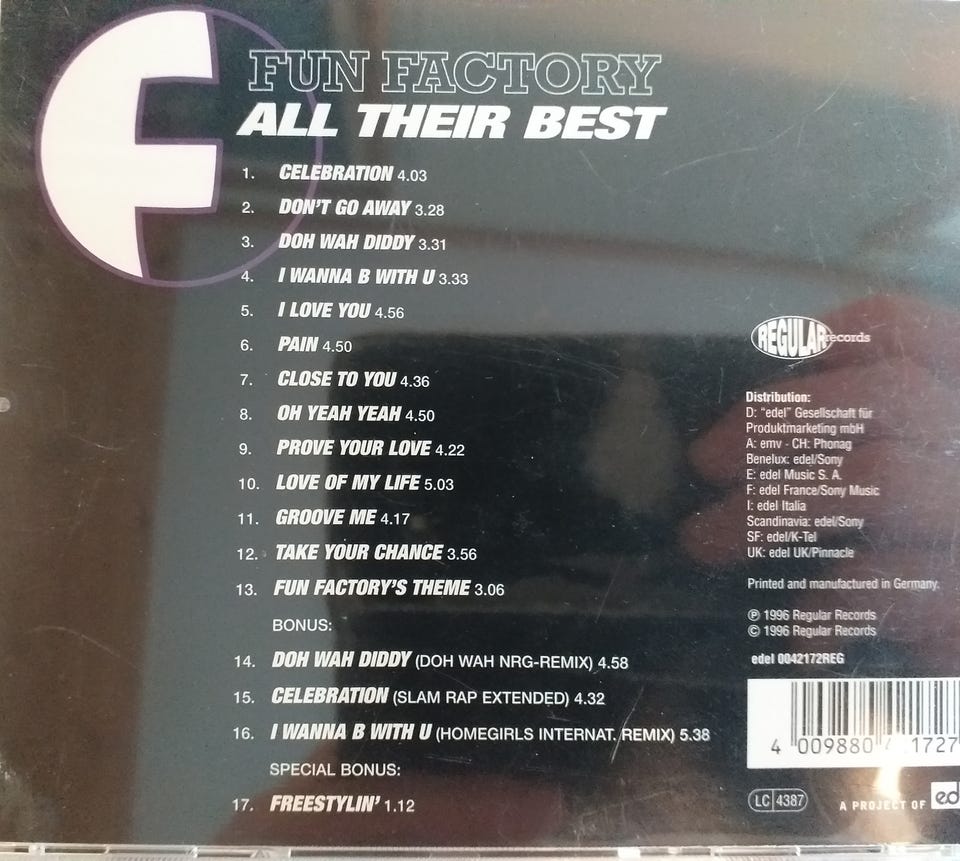 FUN FACTORY
ALL THEIR BEST
1. CELEBRATION 4.03
2. DON'T GO AWAY 3.28
3. DOH WAH DIDDY 3.31
4. I WANNA B WITH U 3.33
5. I LOVE YOU 4.56
6. PAIN 4.50
7. CLOSE TO YOU 4.36
8. OH YEAH YEAH 4.50
9. PROVE YOUR LOVE 4.22
10. LOVE OF MY LIFE 5.03
11. GROOVE ME 4.17
12. TAKE YOUR CHANCE 3.56
13. FUN FACTORY'S THEME 3.06
BONUS:
14. DOH WAH DIDDY (DOH WAH NRG-REMIX) 4.58
15. CELEBRATION (SLAM RAP EXTENDED) 4.32
16. I WANNA B WITH U (HOMEGIRLS INTERNAT. REMIX) 5.38
SPECIAL BONUS:
17. FREESTYLIN' 1.12
REGULAR records
Distribution:
D: "edel" Gesellschaft für
Produktmarketing mbH
A: emv - CH: Phonag
Benelux: edel/Sony
E: edel Music S. A.
F: edel France/Sony Music
I: edel Italia
Scandinavia: edel/Sony
SF: edel/K-Tel
UK: edel UK/Pinnacle
Printed and manufactured in Germany.
℗ 1996 Regular Records
© 1996 Regular Records
edel 0042172REG
4 009880
LC 4387
A PROJECT OF ed